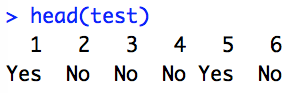 > head(test)
1 2 3 4 5 6
Yes No No No Yes No